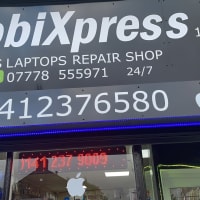 obiXpress
S LAPTOPS REPAIR SHOP
07778 555971 24/7
412376580